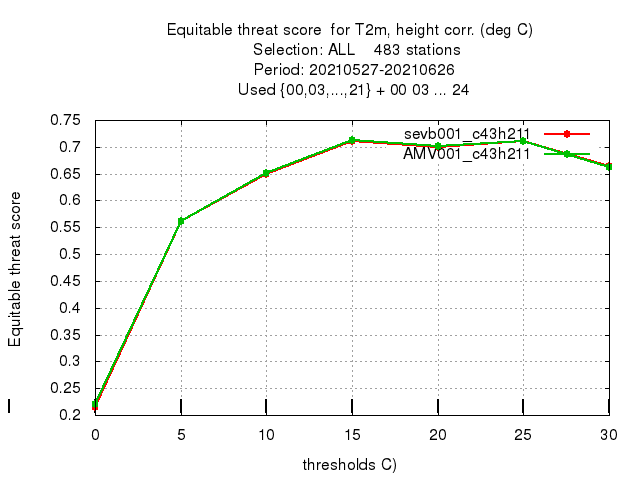 Equitable threat score  for T2m, height corr. (deg C)
Selection: ALL    483 stations
Period: 20210527-20210626
Used {00,03,...,21} + 00 03 ... 24
sevb001_c43h211
AMV001_c43h211
Equitable threat score
0.75
0.7
0.65
0.6
0.55
0.5
0.45
0.4
0.35
0.3
0.25
0.2
0 5 10 15 20 25 30
thresholds C)